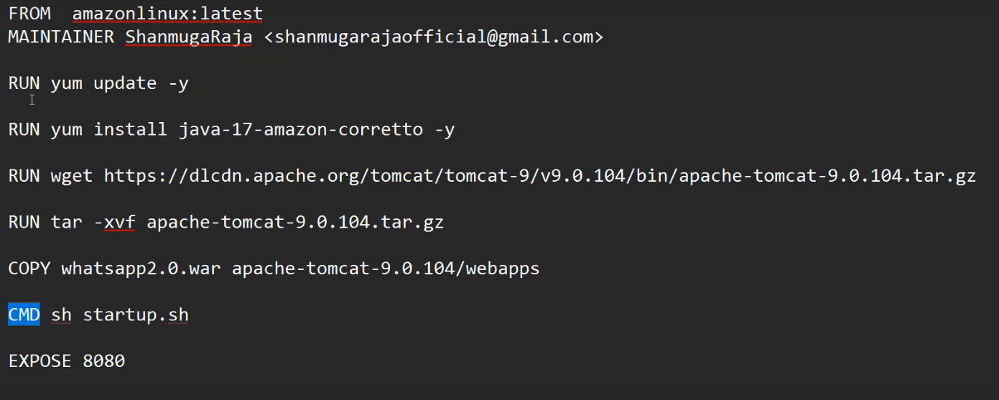 FROM  amazonlinux:latest
MAINTAINER ShanmugaRaja <shanmugarajaofficial@gmail.com>
RUN yum update -y
RUN yum install java-17-amazon-corretto -y
RUN wget https://dlcdn.apache.org/tomcat/tomcat-9/v9.0.104/bin/apache-tomcat-9.0.104.tar.gz
RUN tar -xvf apache-tomcat-9.0.104.tar.gz
COPY whatsapp2.0.war apache-tomcat-9.0.104/webapps
CMD sh startup.sh
EXPOSE 8080